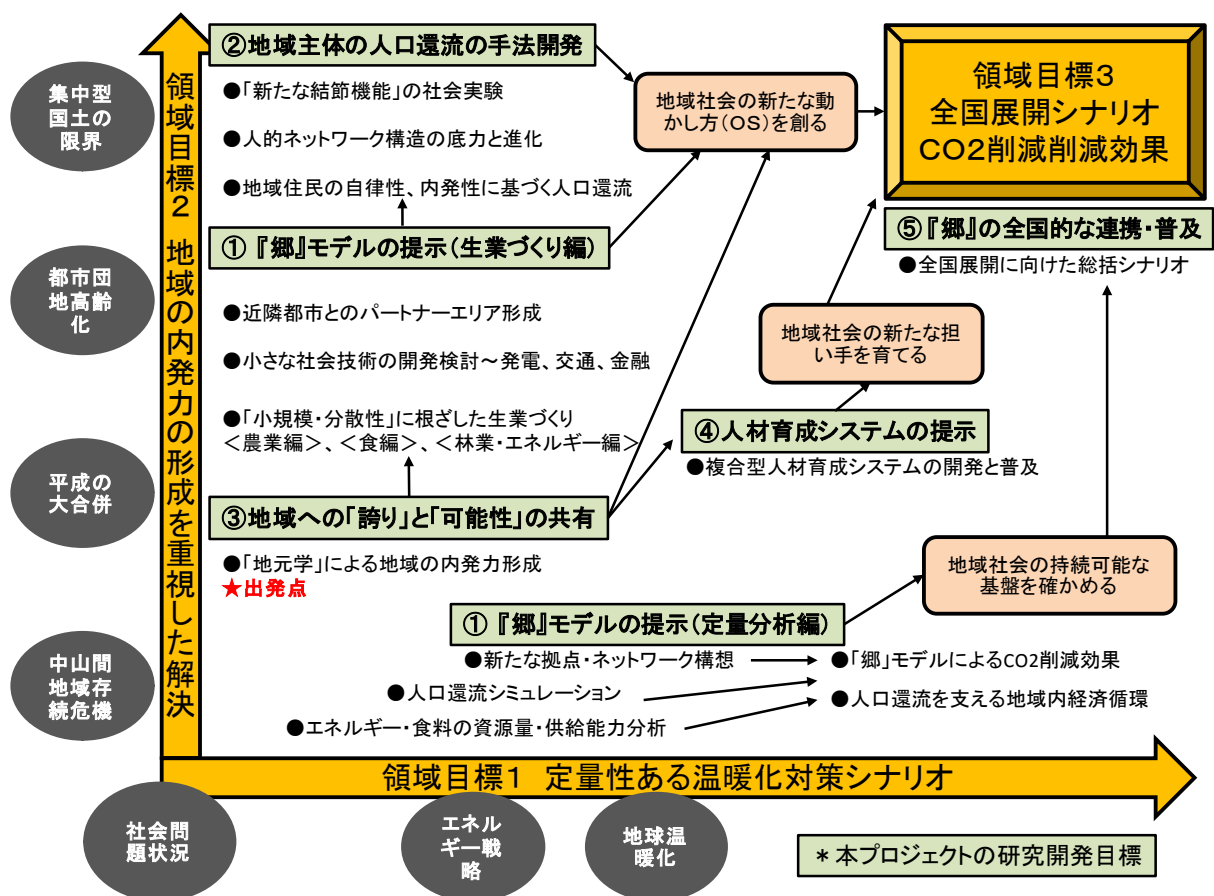 ②地域主体の人口還流の手法開発
●「新たな結節機能」の社会実験
●人的ネットワーク構造の底力と進化
●地域住民の自律性、内発性に基づく人口還流
①『郷』モデルの提示(生業づくり編)
●近隣都市とのパートナーエリア形成
●小さな社会技術の開発検討～発電、交通、金融
●「小規模・分散性」に根ざした生業づくり
＜農業編＞、＜食編＞、＜林業・エネルギー編＞
③地域への「誇り」と「可能性」の共有
●「地元学」による地域の内発力形成
★出発点
地域社会の新たな動
かし方(OS)を創る
領域目標3
全国展開シナリオ
CO2削減削減効果
⑤『郷』の全国的な連携・普及
●全国展開に向けた総括シナリオ
地域社会の新たな担
い手を育てる
④人材育成システムの提示
●複合型人材育成システムの開発と普及
地域社会の持続可能な
基盤を確かめる
①『郷』モデルの提示(定量分析編)
●新たな拠点・ネットワーク構想
●「郷」モデルによるCO2削減効果
●人口還流シミュレーション
●人口還流を支える地域内経済循環
●エネルギー・食料の資源量・供給能力分析
領域目標2 地域の内発力の形成を重視した解決
集中型
国土の
限界
都市団
地高齢
化
平成の
大合併
中山間
地域存
続危機
領域目標1 定量性ある温暖化対策シナリオ
社会問
題状況
エネル
ギー戦
略
地球温
暖化
＊本プロジェクトの研究開発目標